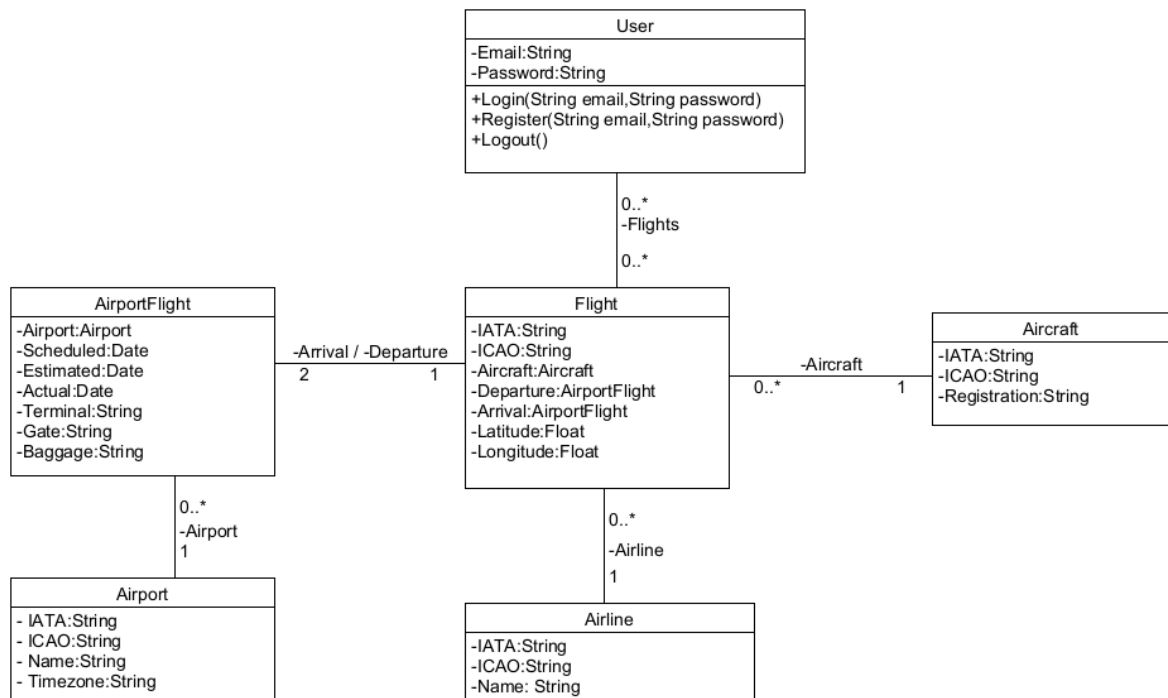 User
-Email:String
-Password:String
+Login(String email,String password)
+Register(String email,String password)
+Logout()
0..*
-Flights
0..*
AirportFlight
-Airport:Airport
-Scheduled:Date
-Estimated:Date
-Actual:Date
-Terminal:String
-Gate:String
-Baggage:String
-Arrival / -Departure
2
1
Flight
-IATA:String
-ICAO:String
-Aircraft:Aircraft
-Departure:AirportFlight
-Arrival:AirportFlight
-Latitude:Float
-Longitude:Float
-Aircraft
0..*
1
Aircraft
-IATA:String
-ICAO:String
-Registration:String
0..*
-Airport
1
Airport
- IATA:String
- ICAO:String
- Name:String
- Timezone:String
0..*
-Airline
1
Airline
-IATA:String
-ICAO:String
-Name: String